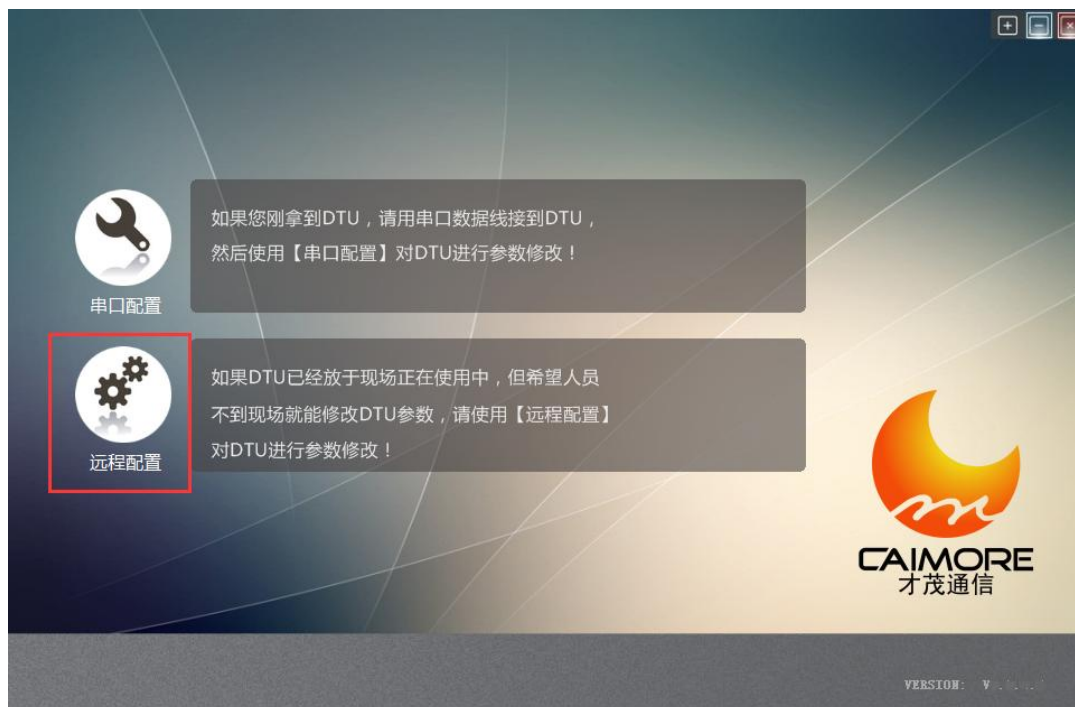 如果您刚拿到DTU，请用串口数据线接到DTU，
然后使用【串口配置】对DTU进行参数修改！
串口配置
如果DTU已经放于现场正在使用中，但希望人员
不到现场就能修改DTU参数，请使用【远程配置】
对DTU进行参数修改！
远程配置
CAIMORE
才茂通信
VERSION: V